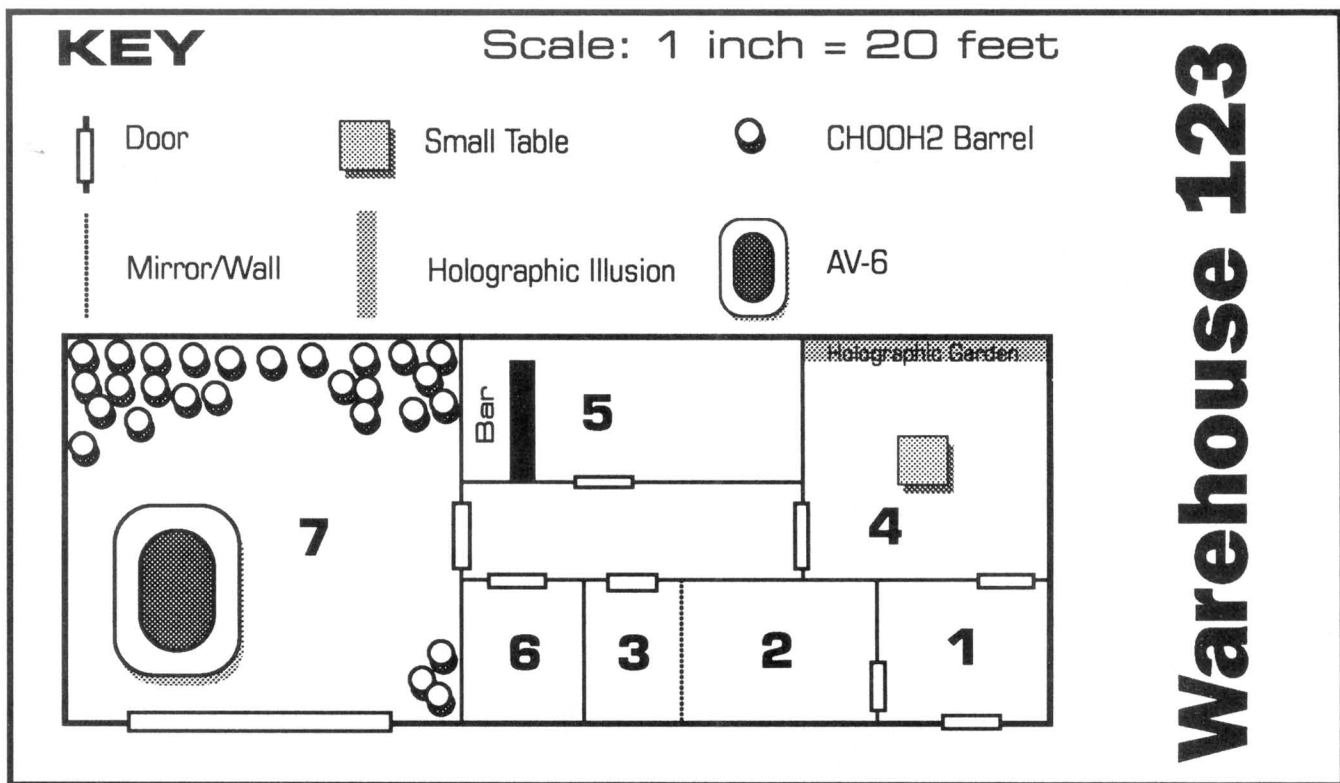 KEY
Scale: 1 inch = 20 feet
Door
Small Table
CHOOH2 Barrel
Mirror/Wall
Holographic Illusion
AV-6
Holographic Garden
Bar
5
4
7
6
3
2
1
Warehouse 123